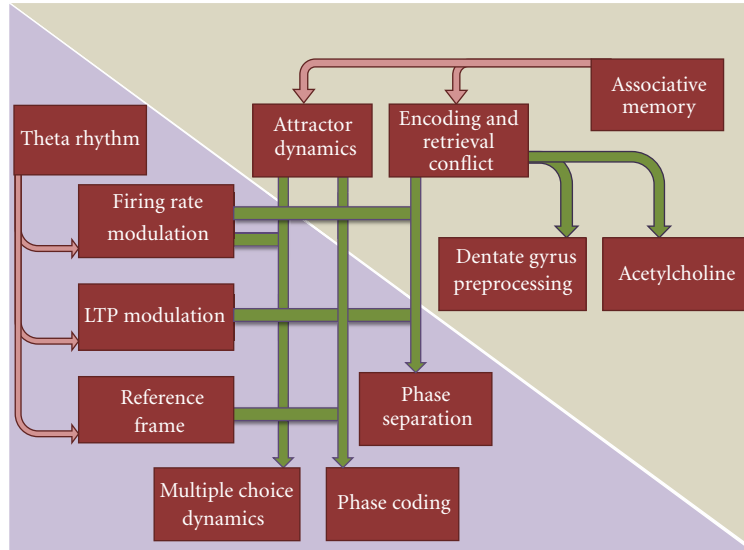 Associative
memory
Attractor
dynamics
Encoding and
retrieval
conflict
Theta rhythm
Firing rate
modulation
Dentate gyrus
preprocessing
Acetylcholine
LTP modulation
Reference
frame
Phase
separation
Multiple choice
dynamics
Phase coding